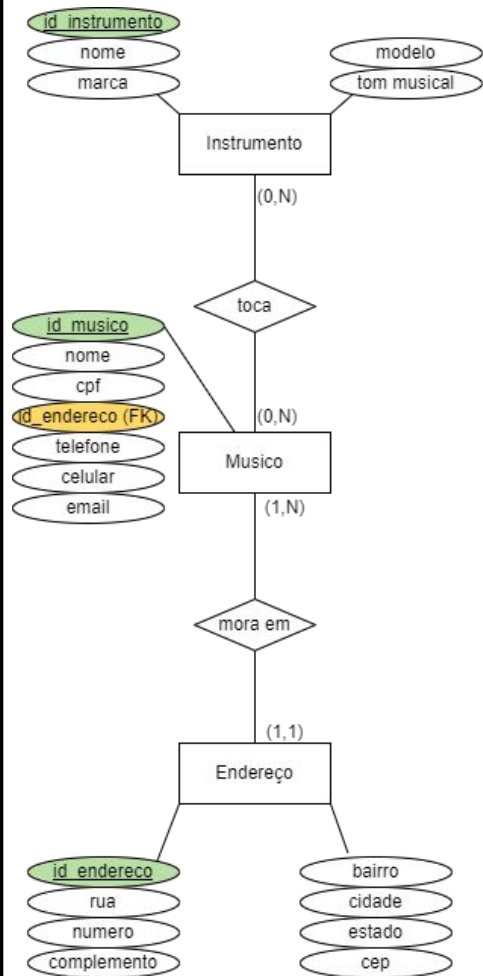 id_instrumento
nome
marca
modelo
tom musical
Instrumento
(0,N)
toca
id_musico
nome
cpf
id_endereco (FK)
telefone
celular
email
(0,N)
Musico
(1,N)
mora em
(1,1)
Endereço
id_endereco
rua
numero
complemento
bairro
cidade
estado
cep